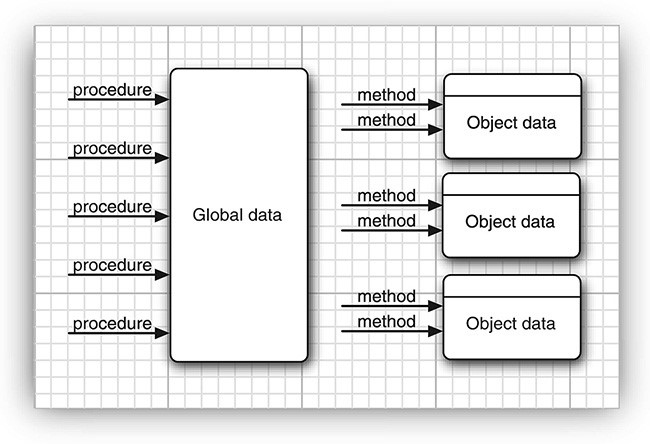 procedure
procedure
procedure
procedure
procedure
Global data
method
method
Object data
method
method
Object data
method
method
Object data